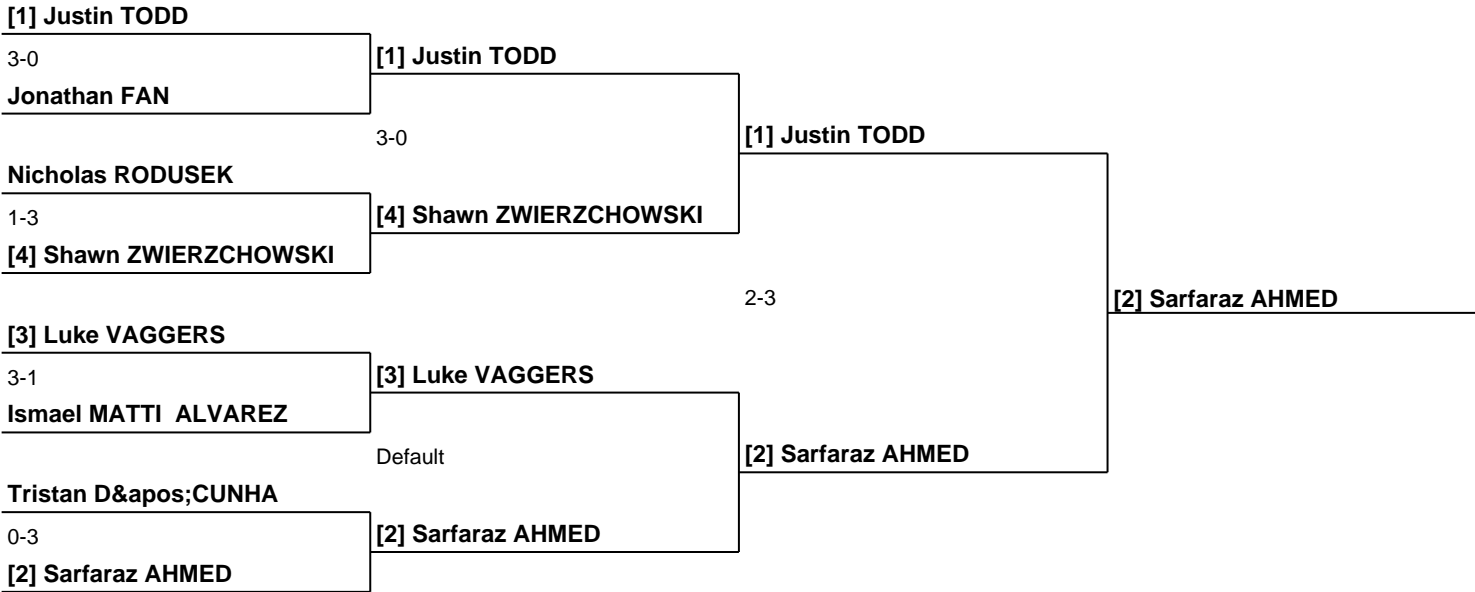 [1] Justin TODD
3-0
[1] Justin TODD
Jonathan FAN
3-0
[1] Justin TODD
Nicholas RODUSEK
1-3
[4] Shawn ZWIERZCHOWSKI
[4] Shawn ZWIERZCHOWSKI
2-3
[2] Sarfaraz AHMED
[3] Luke VAGGERS
3-1
[3] Luke VAGGERS
Ismael MATTI  ALVAREZ
Default
[2] Sarfaraz AHMED
Tristan D&apos;CUNHA
0-3
[2] Sarfaraz AHMED
[2] Sarfaraz AHMED